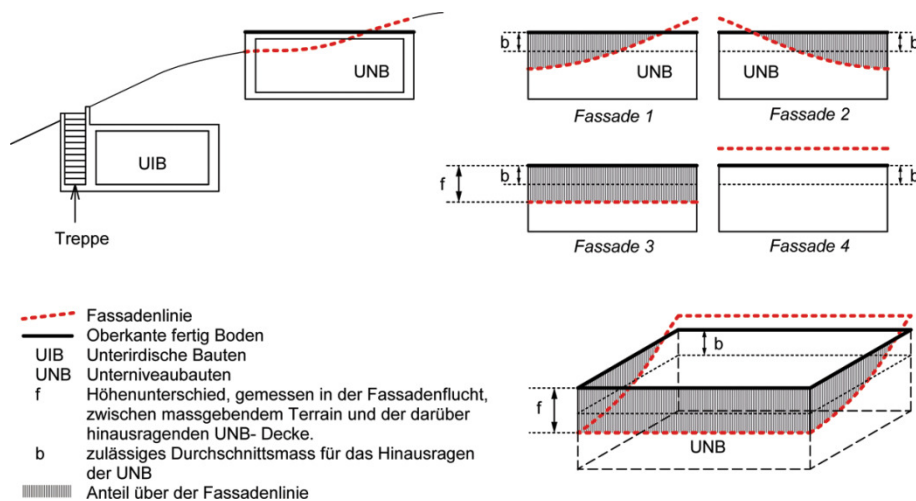 UNB
UIB
Treppe
b
UNB
Fassade 1
UNB
b
Fassade 2
f
b
Fassade 3
b
Fassade 4
Fassadenlinie
Oberkante fertig Boden
UIB Unterirdische Bauten
UNB Unterniveaubauten
f Höhenunterschied, gemessen in der Fassadenflucht,
zwischen massgebendem Terrain und der darüber
hinausragenden UNB- Decke.
b zulässiges Durchschnittsmass für das Hinausragen
der UNB
Anteil über der Fassadenlinie
b
f
UNB